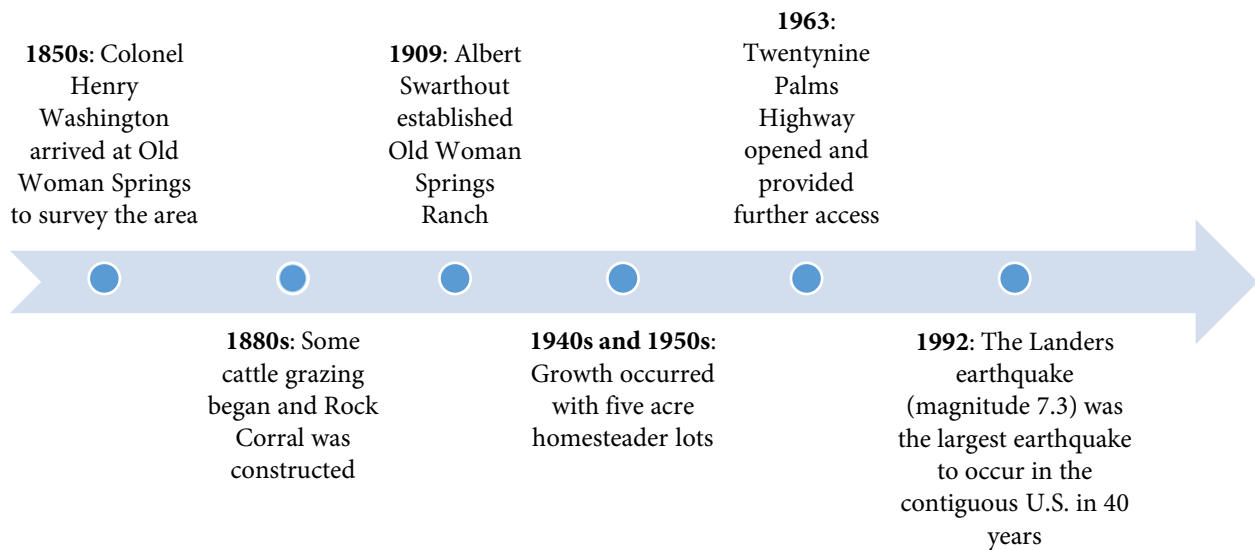 1850s: Colonel
Henry
Washington
arrived at Old
Woman Springs
to survey the area
1880s: Some
cattle grazing
began and Rock
Corral was
constructed
1909: Albert
Swarthout
established
Old Woman
Springs
Ranch
1940s and 1950s:
Growth occurred
with five acre
homesteader lots
1963:
Twentynine
Palms
Highway
opened and
provided
further access
1992: The Landers
earthquake
(magnitude 7.3) was
the largest earthquake
to occur in the
contiguous U.S. in 40
years